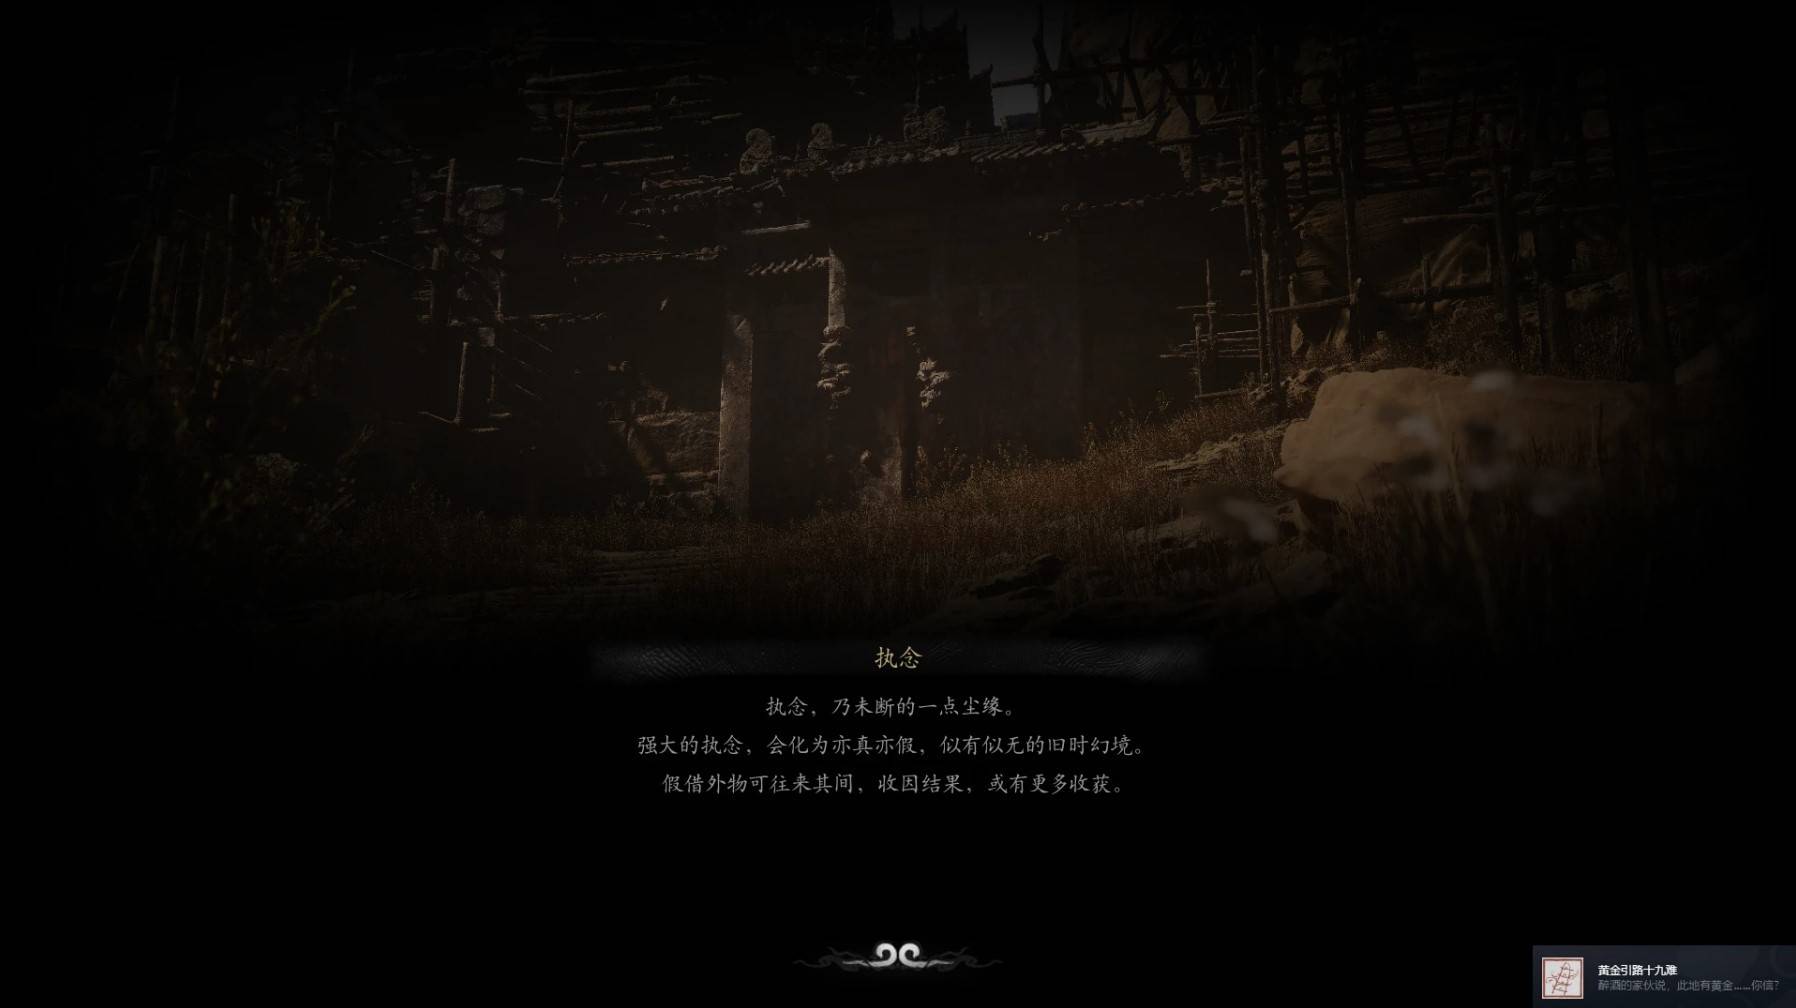 执念
执念，乃未断的一点尘缘。
强大的执念，会化为亦真亦假，似有似无的旧时幻境。
假借外物可往来其间，收因结果，或有更多收获。
黄金引路十九难
醉酒的家伙说，此地有黄金……你信？